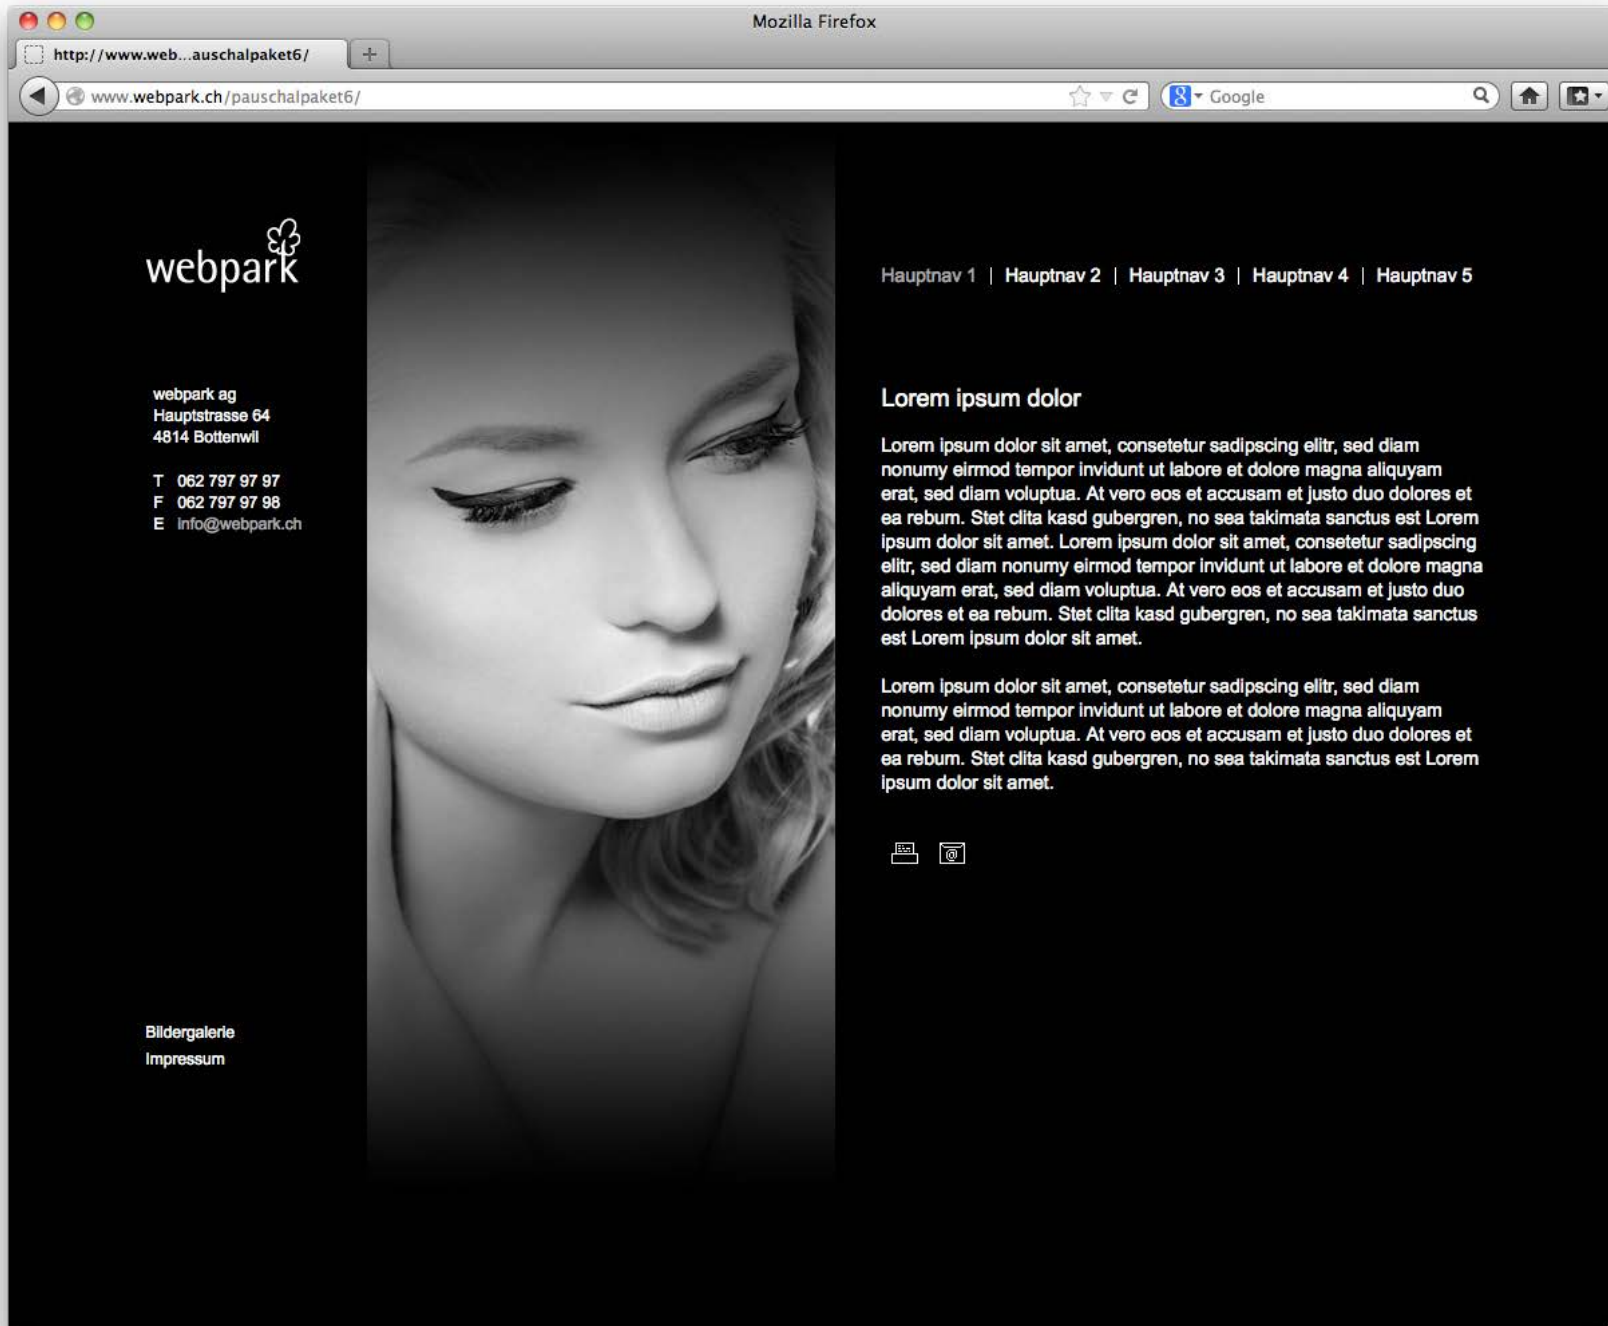 Mozilla Firefox
http://www.web...auschalpaket6/
www.webpark.ch/pauschalpaket6/
Google
webpark
Hauptnav 1 | Hauptnav 2 | Hauptnav 3 | Hauptnav 4 | Hauptnav 5
webpark ag
Hauptstrasse 64
4814 Bottenwil
T 062 797 97 97
F 062 797 97 98
E info@webpark.ch
Lorem ipsum dolor
Lorem ipsum dolor sit amet, consetetur sadipscing elitr, sed diam
nonumy eirmod tempor invidunt ut labore et dolore magna aliquyam
erat, sed diam voluptua. At vero eos et accusam et justo duo dolores et
ea rebum. Stet clita kasd gubergren, no sea takimata sanctus est Lorem
ipsum dolor sit amet. Lorem ipsum dolor sit amet, consetetur sadipscing
elitr, sed diam nonumy eirmod tempor invidunt ut labore et dolore magna
aliquyam erat, sed diam voluptua. At vero eos et accusam et justo duo
dolores et ea rebum. Stet clita kasd gubergren, no sea takimata sanctus
est Lorem ipsum dolor sit amet.
Lorem ipsum dolor sit amet, consetetur sadipscing elitr, sed diam
nonumy eirmod tempor invidunt ut labore et dolore magna aliquyam
erat, sed diam voluptua. At vero eos et accusam et justo duo dolores et
ea rebum. Stet clita kasd gubergren, no sea takimata sanctus est Lorem
ipsum dolor sit amet.
Bildergalerie
Impressum